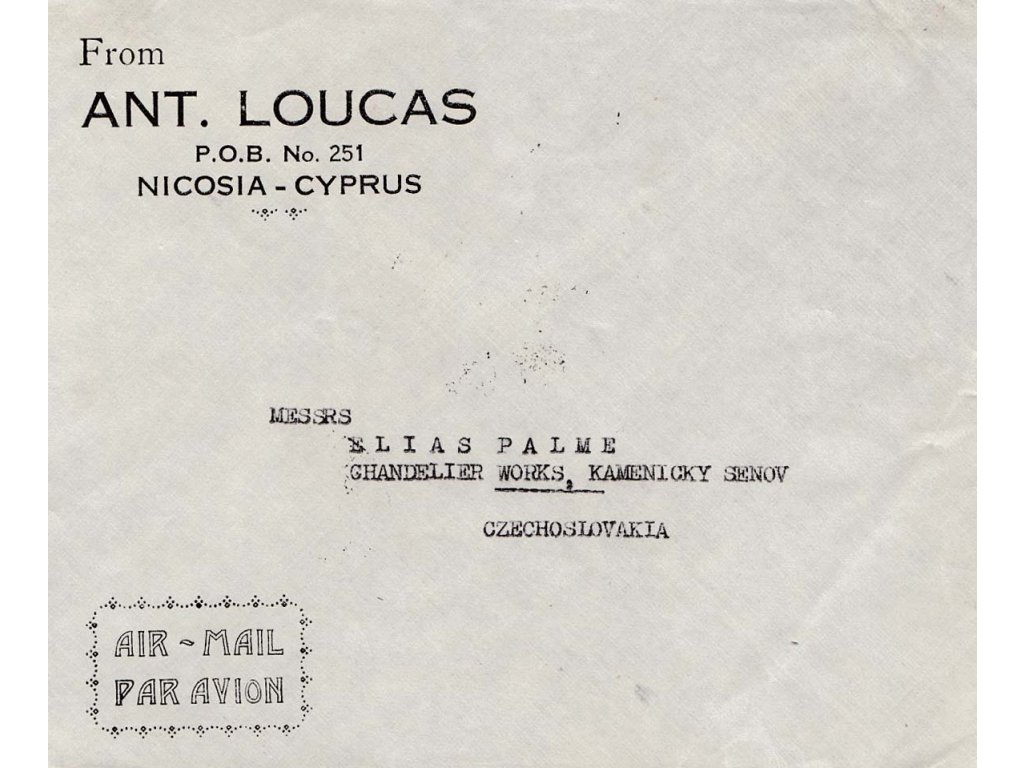 From
ANT. LOUCAS
P.O.B. No. 251
NICOSIA - CYPRUS
MESSRS
ELIAS PALME
CHANDELIER WORKS, KAMENICKY SENOV
CZECHOSLOVAKIA
AIR - MAIL
PAR AVION